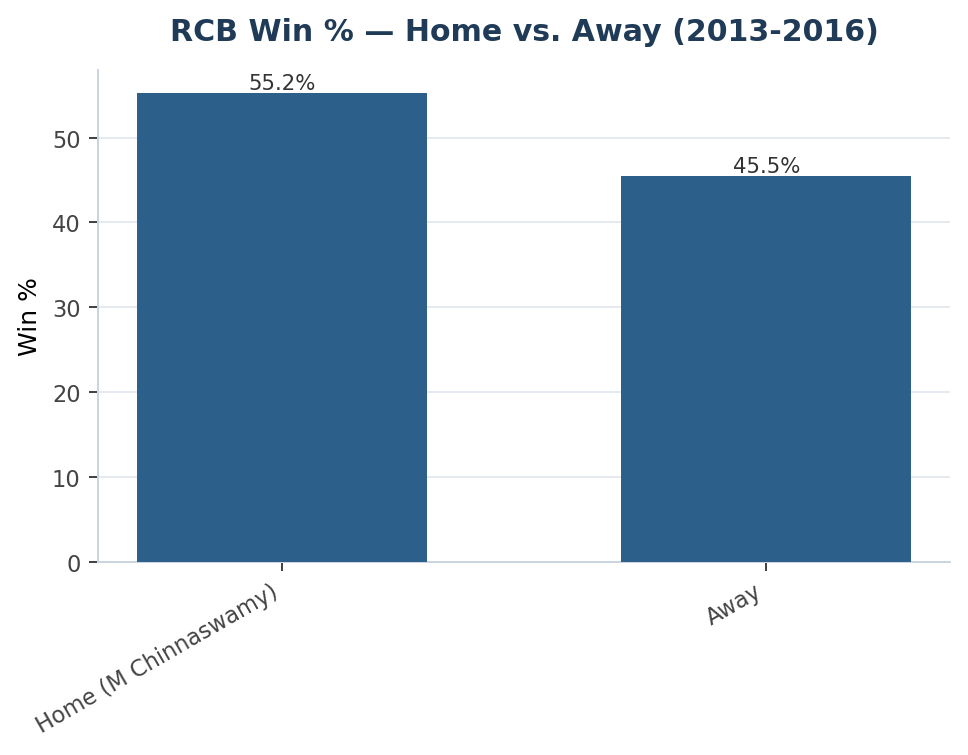 RCB Win % — Home vs. Away (2013-2016)
Win %
50
40
30
20
10
0
55.2%
45.5%
Home (M Chinnaswamy)
Away